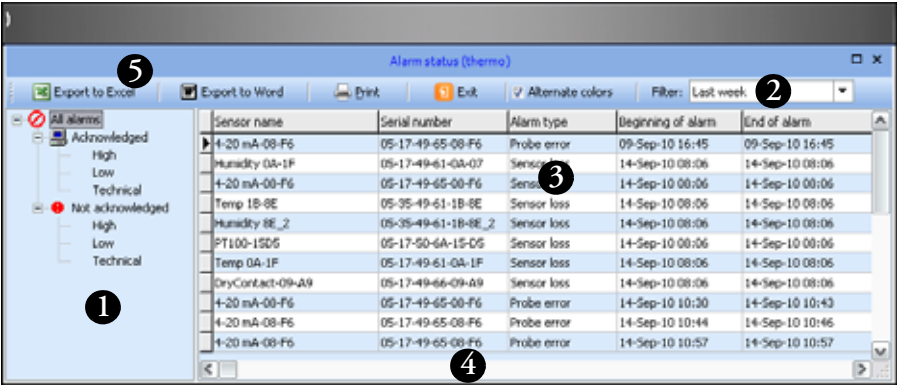 Alarm status (thermo)
5
Export to Excel Export to Word Print Exit Alternate colors Filter: Last week 2
All alarms
Acknowledged
High
Low
Technical
Not acknowledged
High
Low
Technical
1
Sensor name Serial number Alarm type Beginning of alarm End of alarm
4-20 mA-08-F6 05-17-49-65-08-F6 Probe error 09-Sep-10 16:45 09-Sep-10 16:45
Humidity 0A-1F 05-17-49-61-0A-07 Sensor loss 14-Sep-10 08:06 14-Sep-10 08:06
4-20 mA-08-F6 05-17-49-65-08-F6 14-Sep-10 08:06 14-Sep-10 08:06
3
Temp 1B-8E 05-35-49-61-1B-8E Sensor loss 14-Sep-10 08:06 14-Sep-10 08:06
Humidity 8E_2 05-35-49-61-1B-8E_2 Sensor loss 14-Sep-10 08:06 14-Sep-10 08:06
PT100-15D5 05-17-50-6A-15-D5 Sensor loss 14-Sep-10 08:06 14-Sep-10 08:06
Temp 0A-1F 05-17-49-61-0A-1F Sensor loss 14-Sep-10 08:06 14-Sep-10 08:06
DryContact-09-A9 05-17-49-66-09-A9 Sensor loss 14-Sep-10 08:06 14-Sep-10 08:06
4-20 mA-08-F6 05-17-49-65-08-F6 Probe error 14-Sep-10 10:30 14-Sep-10 10:43
4-20 mA-08-F6 05-17-49-65-08-F6 Probe error 14-Sep-10 10:44 14-Sep-10 10:46
4-20 mA-08-F6 05-17-49-65-08-F6 Probe error 14-Sep-10 10:57 14-Sep-10 10:57
4